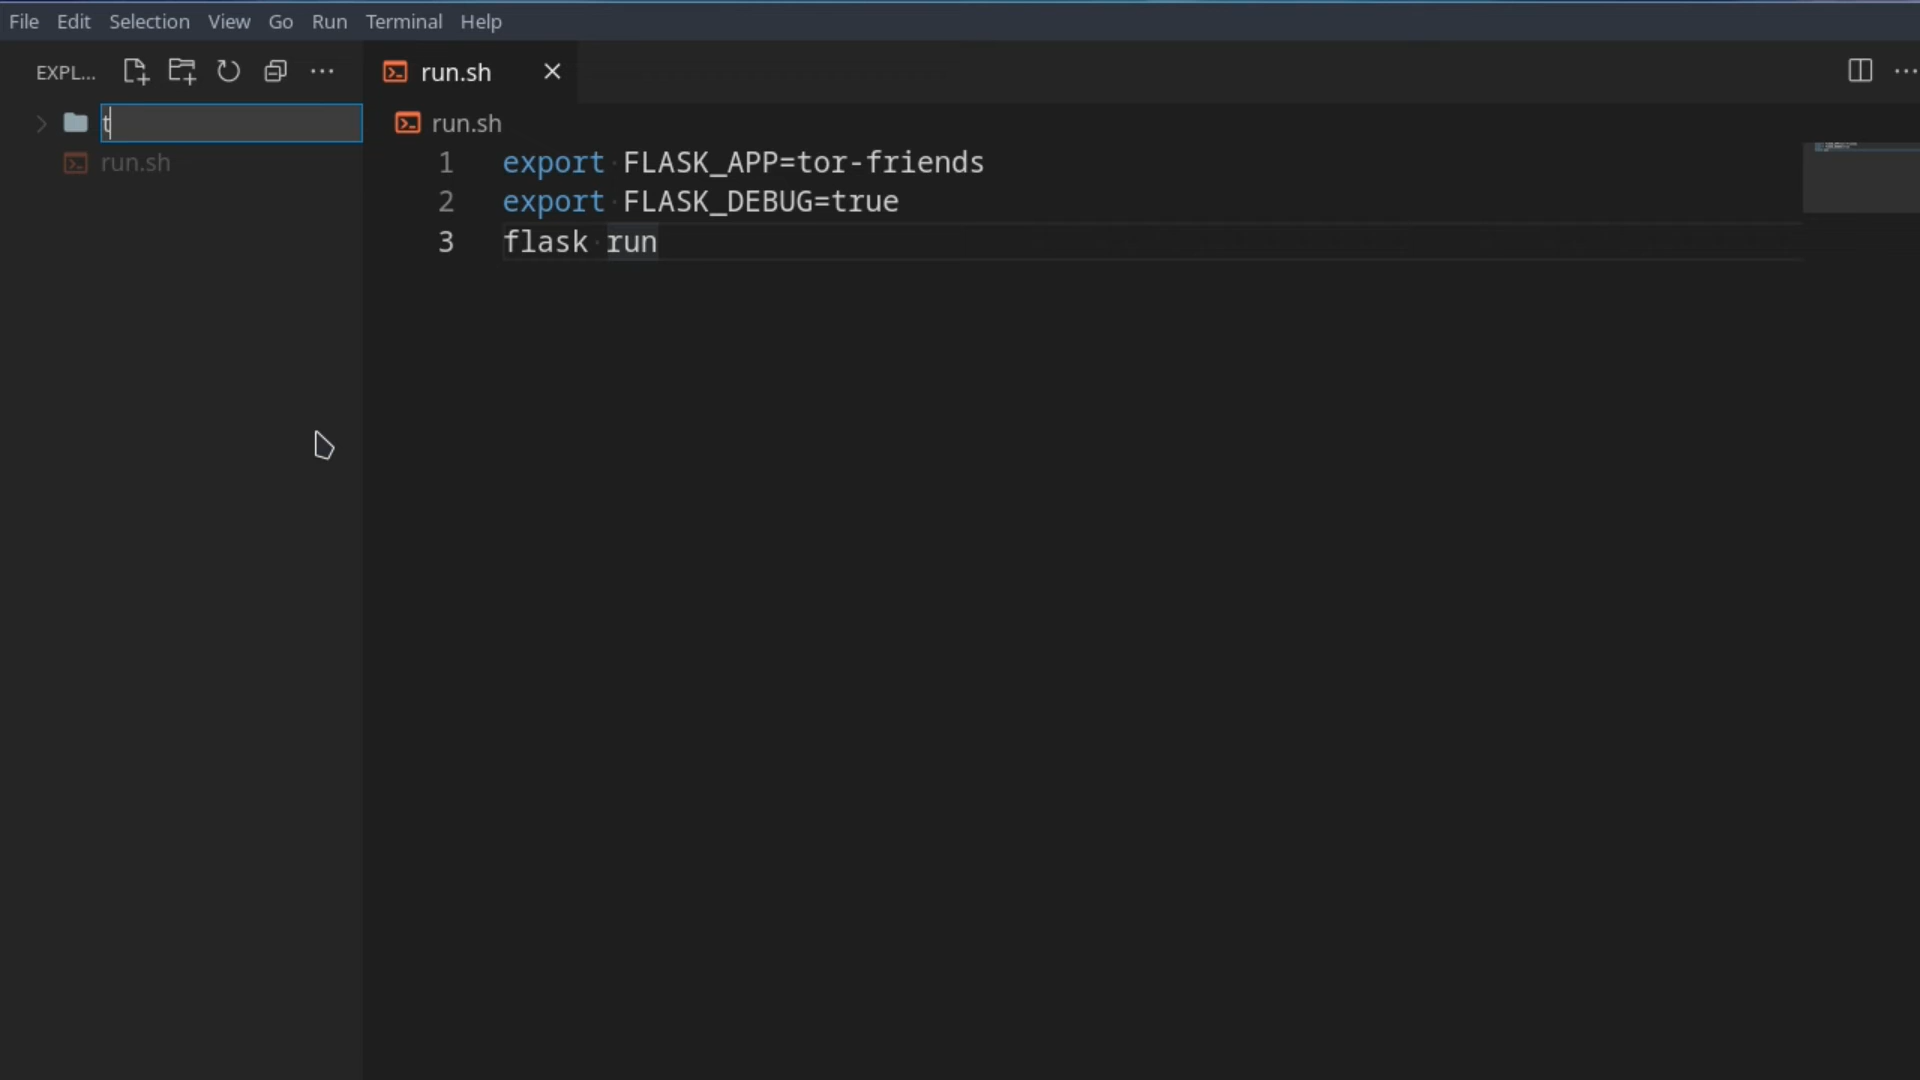 File Edit Selection View Go Run Terminal Help
EXPL...
run.sh
t
run.sh
run.sh
1 export FLASK_APP=tor-friends
2 export FLASK_DEBUG=true
3 flask run